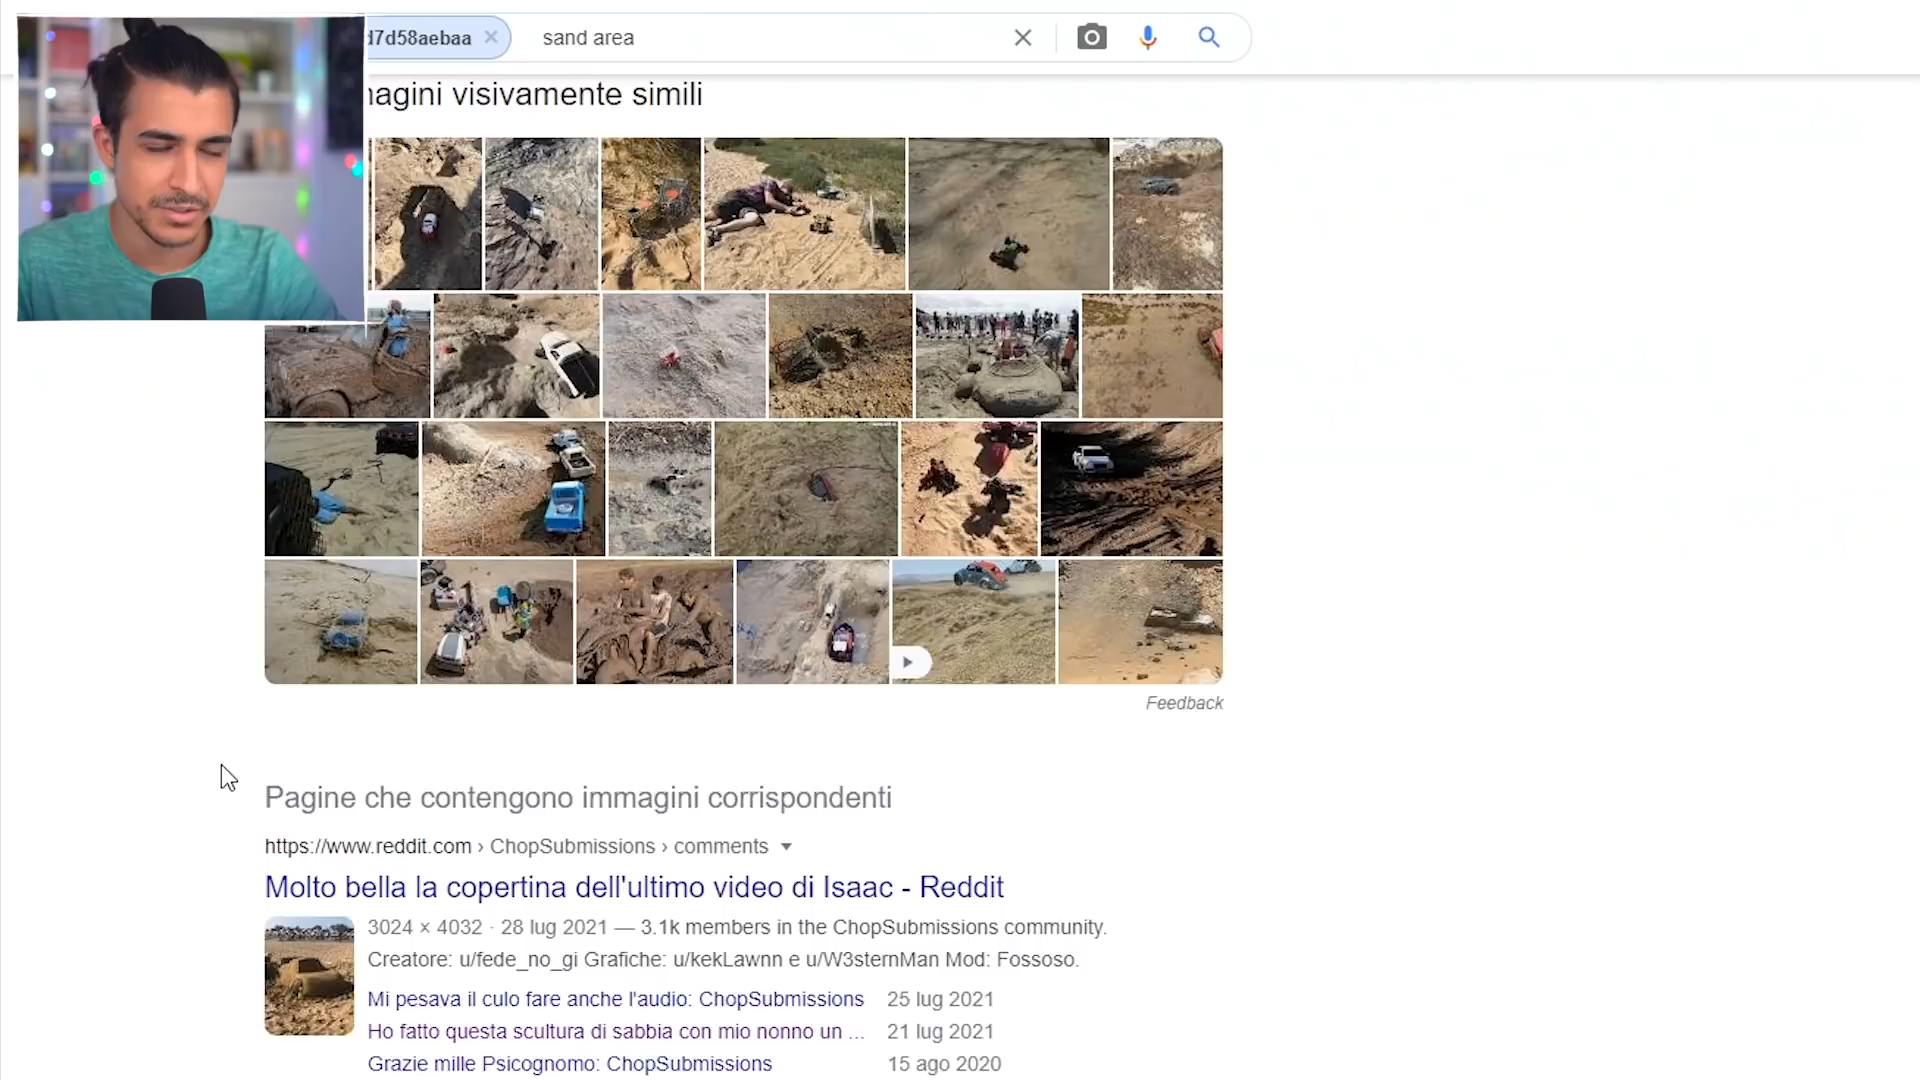 d7d58aebaa
sand area
magini visivamente simili
Feedback
Pagine che contengono immagini corrispondenti
https://www.reddit.com › ChopSubmissions › comments
Molto bella la copertina dell'ultimo video di Isaac - Reddit
3024 × 4032 · 28 lug 2021 — 3.1k members in the ChopSubmissions community.
Creatore: u/fede_no_gi Grafiche: u/kekLawnn e u/W3sternMan Mod: Fossoso.
Mi pesava il culo fare anche l'audio: ChopSubmissions 25 lug 2021
Ho fatto questa scultura di sabbia con mio nonno un ... 21 lug 2021
Grazie mille Psicognomo: ChopSubmissions 15 ago 2020